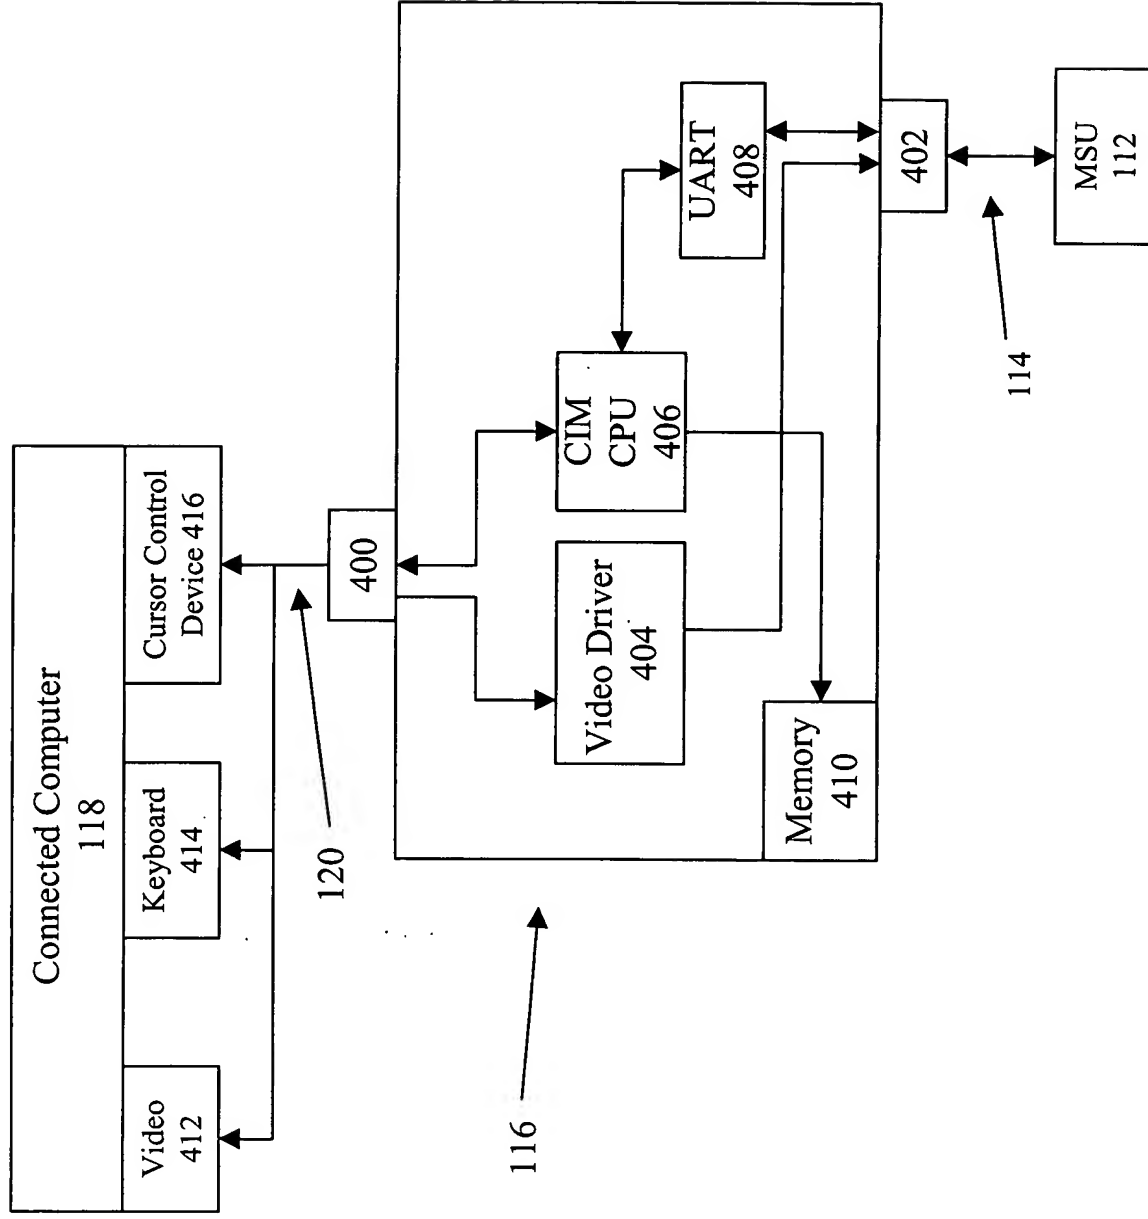 Connected Computer
118
Video
412
Keyboard
414
Cursor Control
Device 416
120
400
116
Video Driver
404
CIM
CPU
406
UART
408
Memory
410
402
114
MSU
112